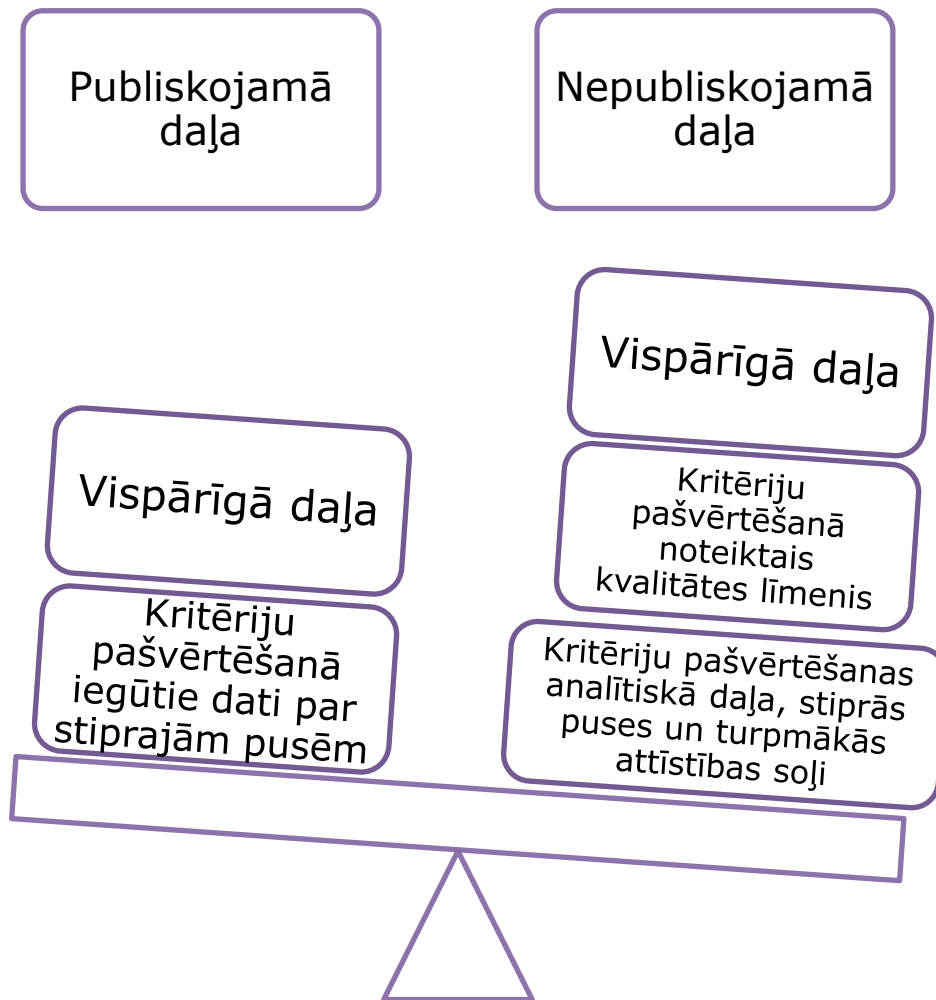 Publiskojamā
daļa
Nepubliskojamā
daļa
Vispārīgā daļa
Kritēriju
pašvērtēšanā
iegūtie dati par
stiprajām pusēm
Vispārīgā daļa
Kritēriju
pašvērtēšanā
noteiktais
kvalitātes līmenis
Kritēriju pašvērtēšanas
analītiskā daļa, stiprās
puses un turpmākās
attīstības soļi